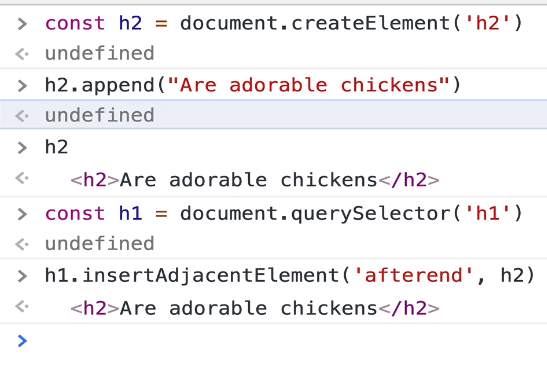 > const h2 = document.createElement('h2')
undefined
> h2.append("Are adorable chickens")
undefined
> h2
<h2>Are adorable chickens</h2>
> const h1 = document.querySelector('h1')
undefined
> h1.insertAdjacentElement('afterend', h2)
<h2>Are adorable chickens</h2>
>